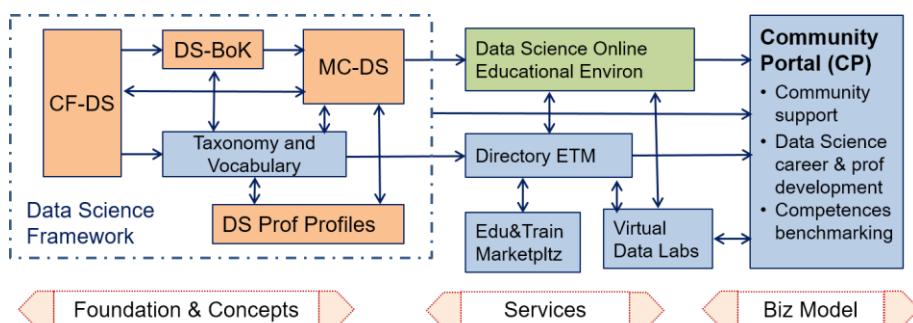 CF-DS
DS-BoK
MC-DS
Taxonomy and
Vocabulary
DS Prof Profiles
Data Science
Framework
Data Science Online
Educational Environ
Directory ETM
Edu&Train
Marketpltz
Virtual
Data Labs
Community
Portal (CP)
• Community
support
• Data Science
career & prof
development
• Competences
benchmarking
Foundation & Concepts
Services
Biz Model